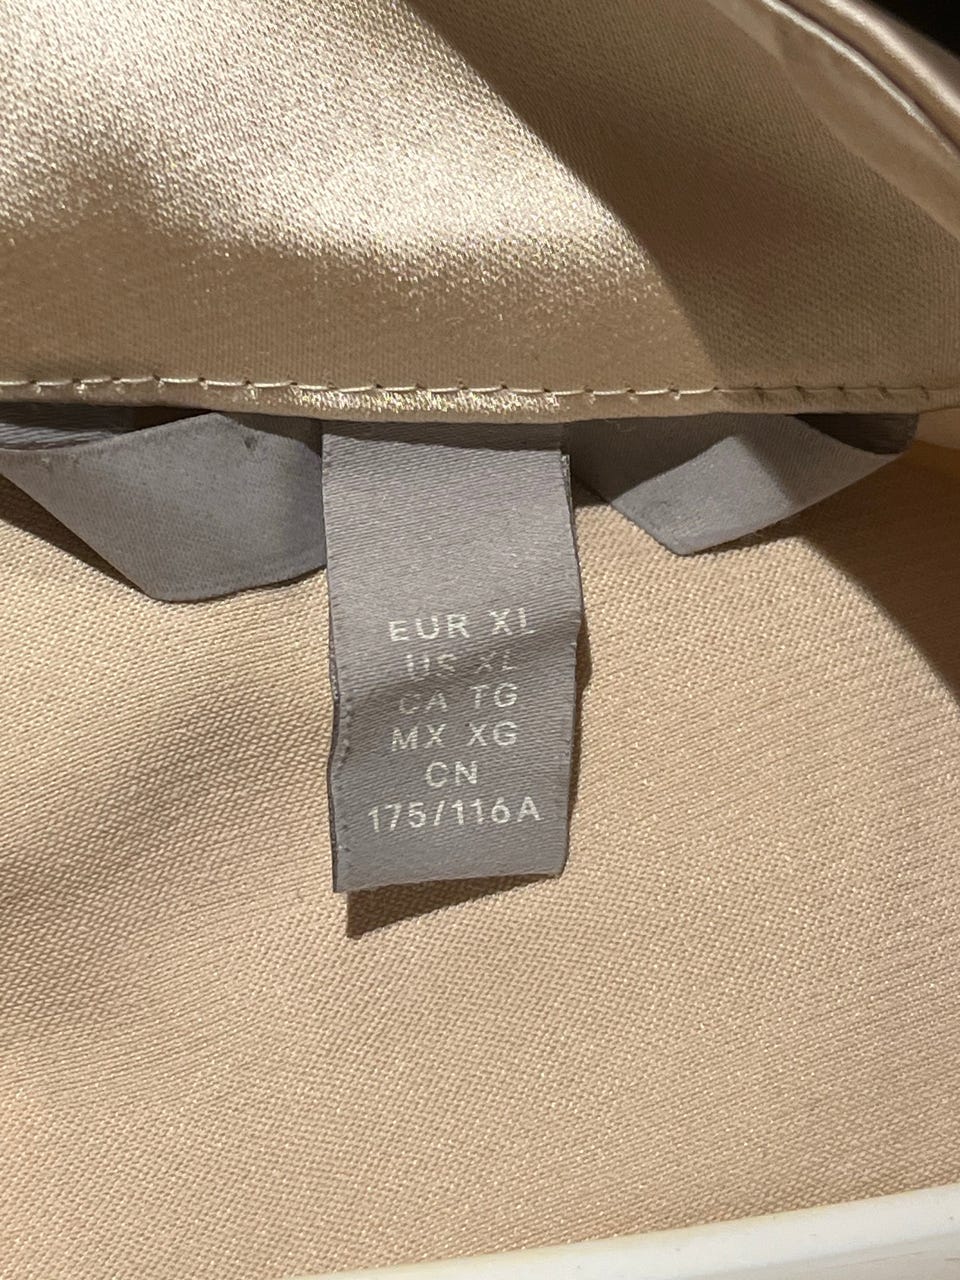 EUR XL
US XL
CA TG
MX XG
CN
175/116A